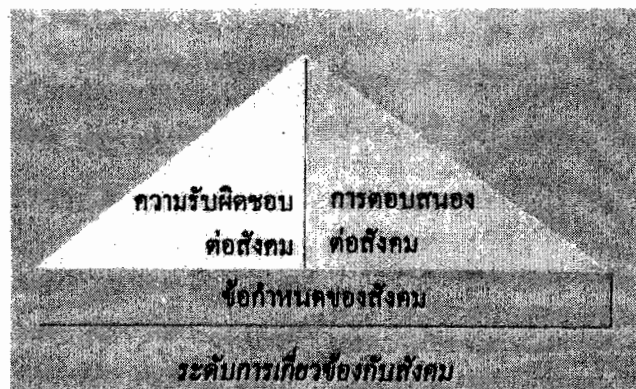 ความรับผิดชอบ
ต่อสังคม
การตอบสนอง
ต่อสังคม
ข้อกำหนดของสังคม
ระดับการเกี่ยวข้องกับสังคม